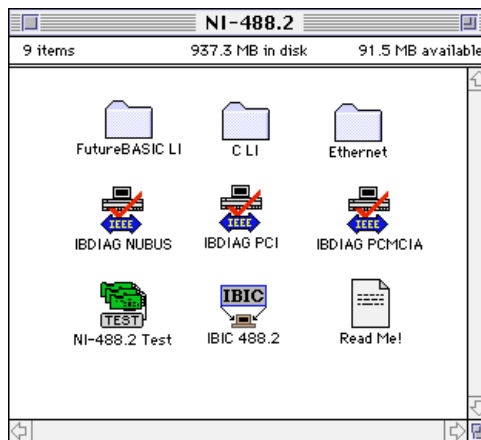 NI-488.2
9 items 937.3 MB in disk 91.5 MB available
FutureBASIC LI C LI Ethernet
IEEE IEEE IEEE
IBDIAG NUBUS IBDIAG PCI IBDIAG PCMCIA
TEST IBIC
NI-488.2 Test IBIC 488.2 Read Me!